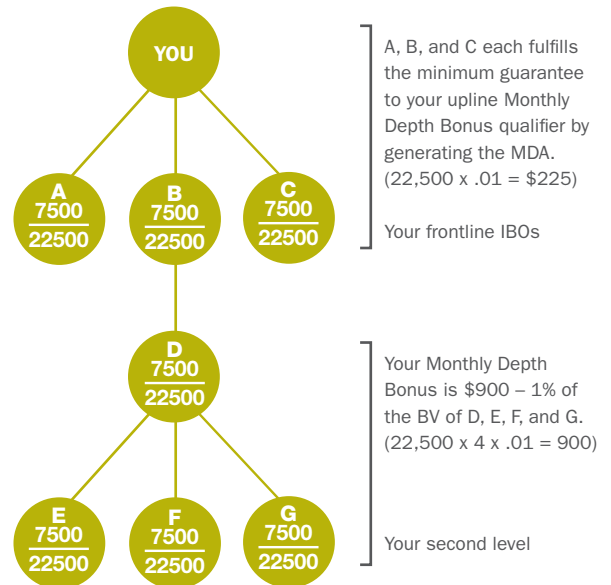 YOU
A, B, and C each fulfills
the minimum guarantee
to your upline Monthly
Depth Bonus qualifier by
generating the MDA.
(22,500 x .01 = $225)
A
7500
22500
B
7500
22500
C
7500
22500
Your frontline IBOs
D
7500
22500
Your Monthly Depth
Bonus is $900 – 1% of
the BV of D, E, F, and G.
(22,500 x 4 x .01 = 900)
E
7500
22500
F
7500
22500
G
7500
22500
Your second level